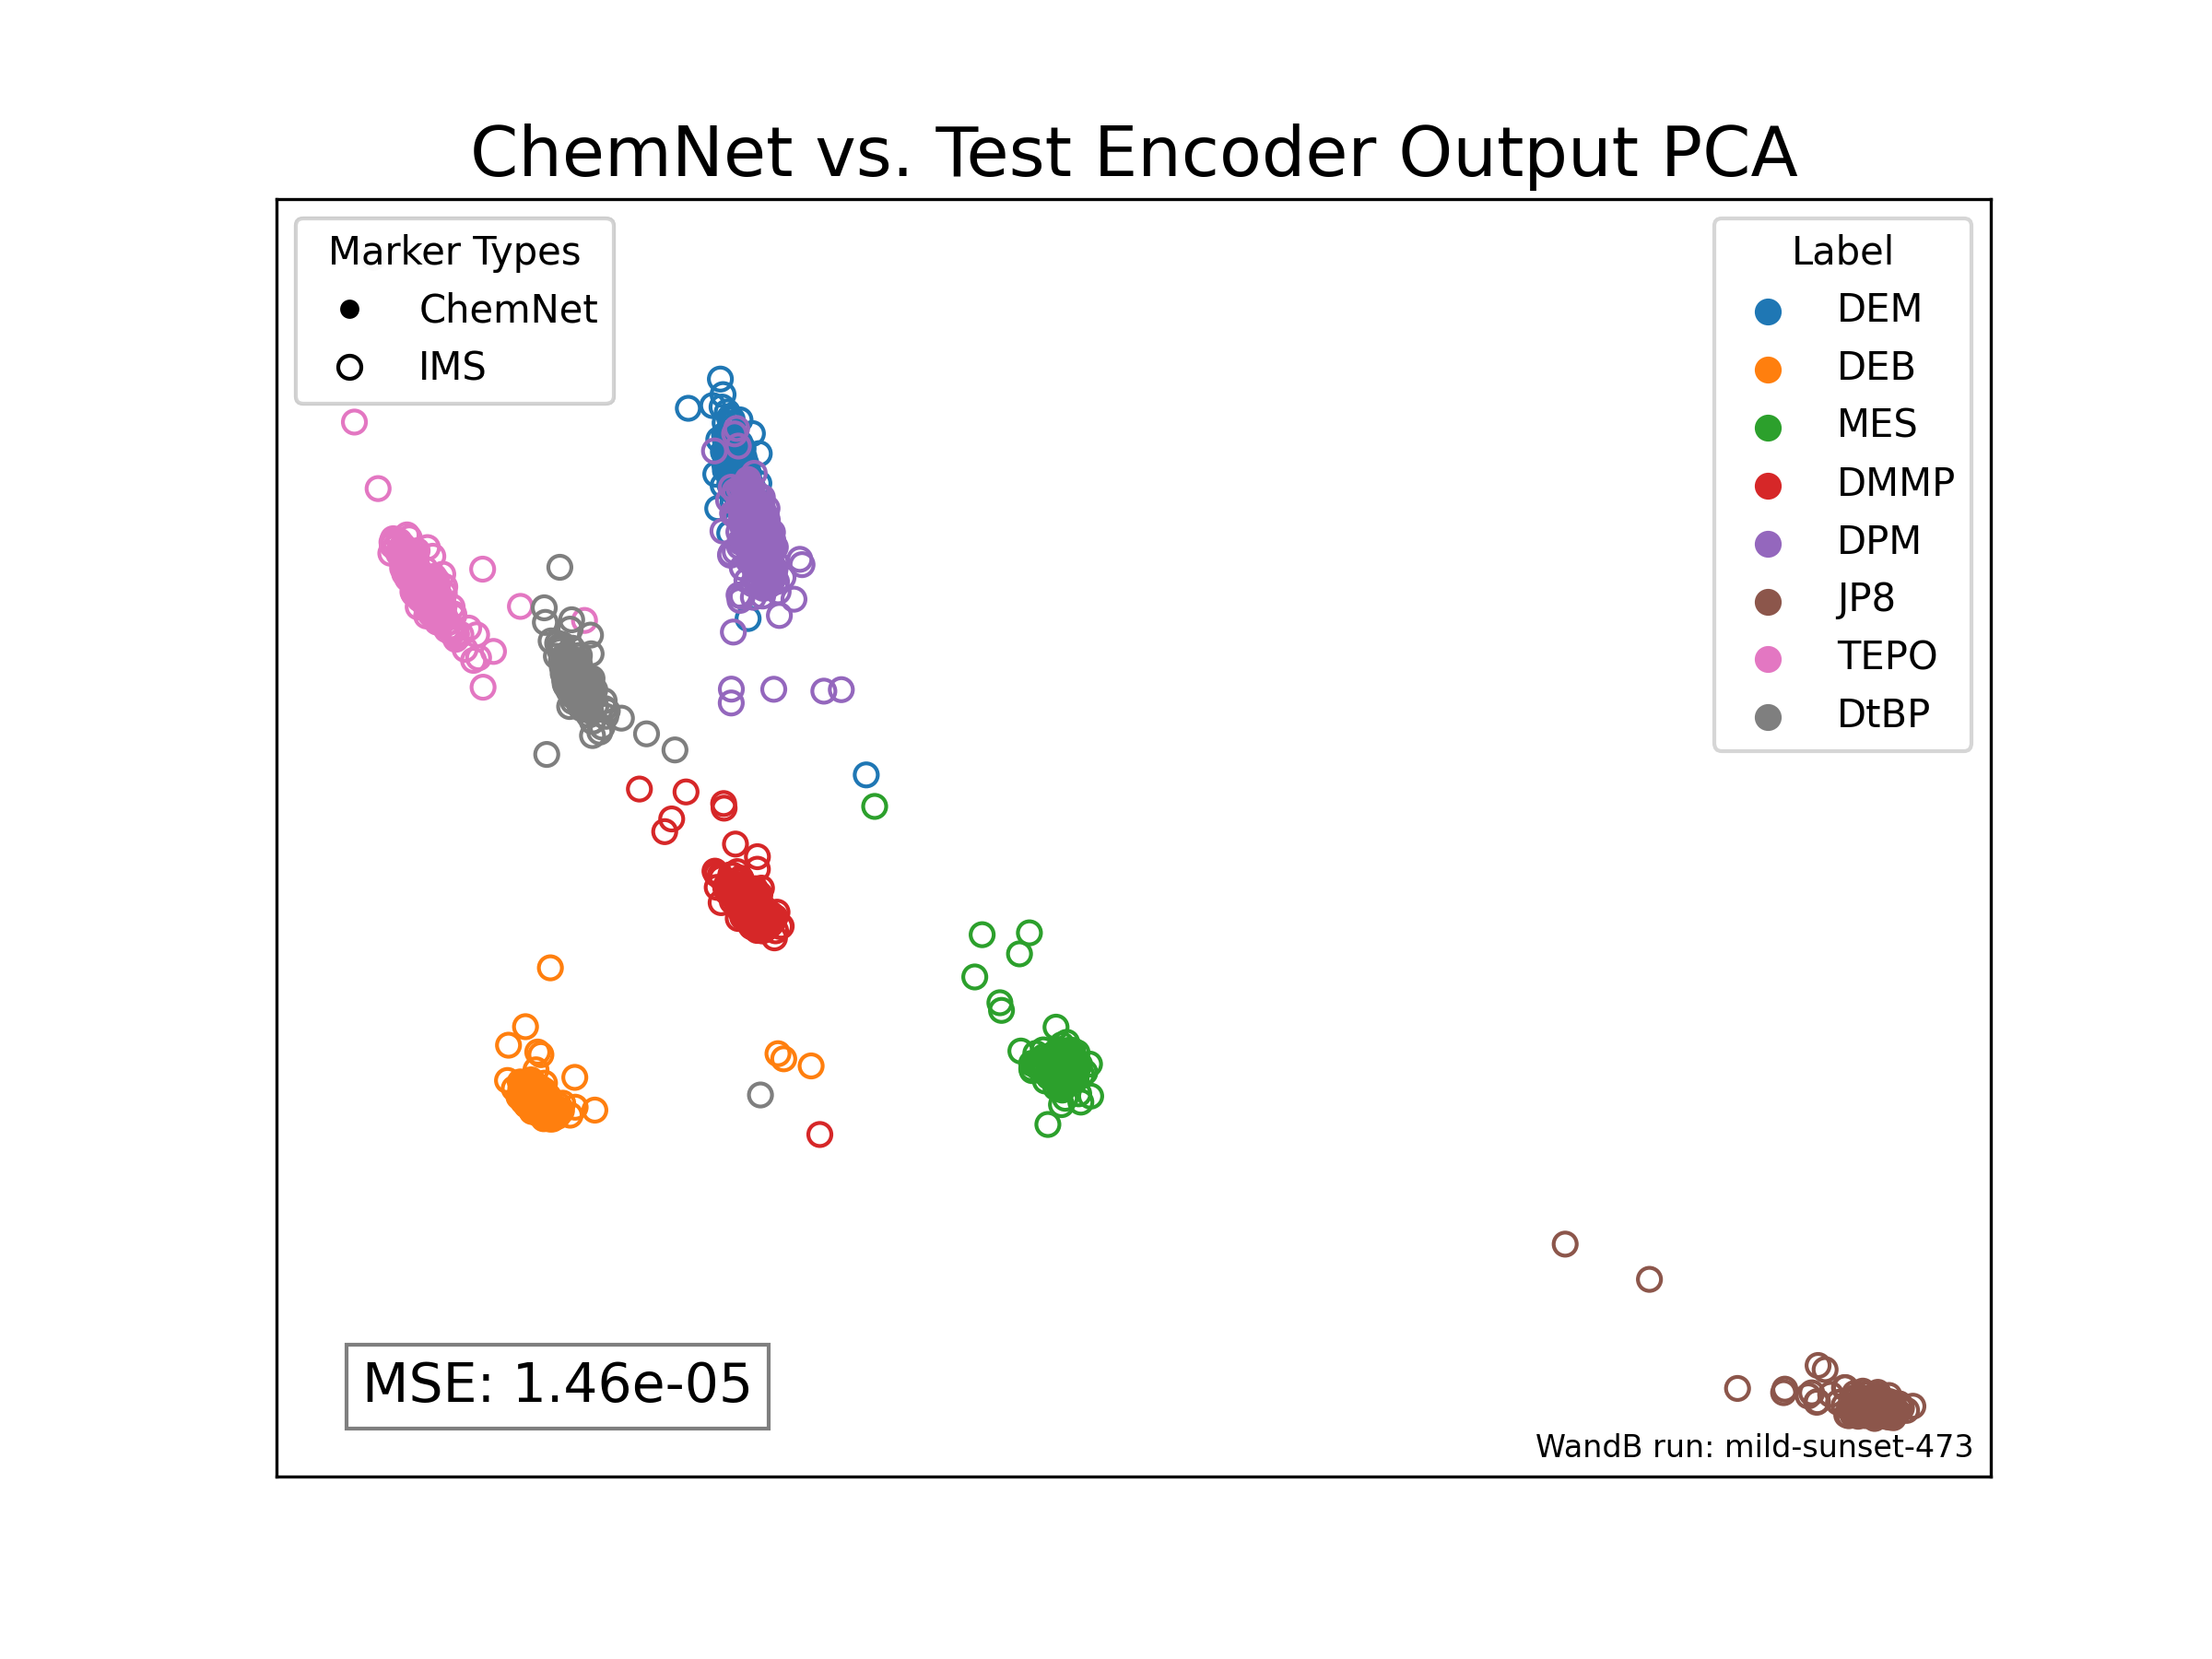 ChemNet vs. Test Encoder Output PCA
Marker Types
ChemNet
IMS
Label
DEM
DEB
MES
DMMP
DPM
JP8
TEPO
DtBP
MSE: 1.46e-05
WandB run: mild-sunset-473